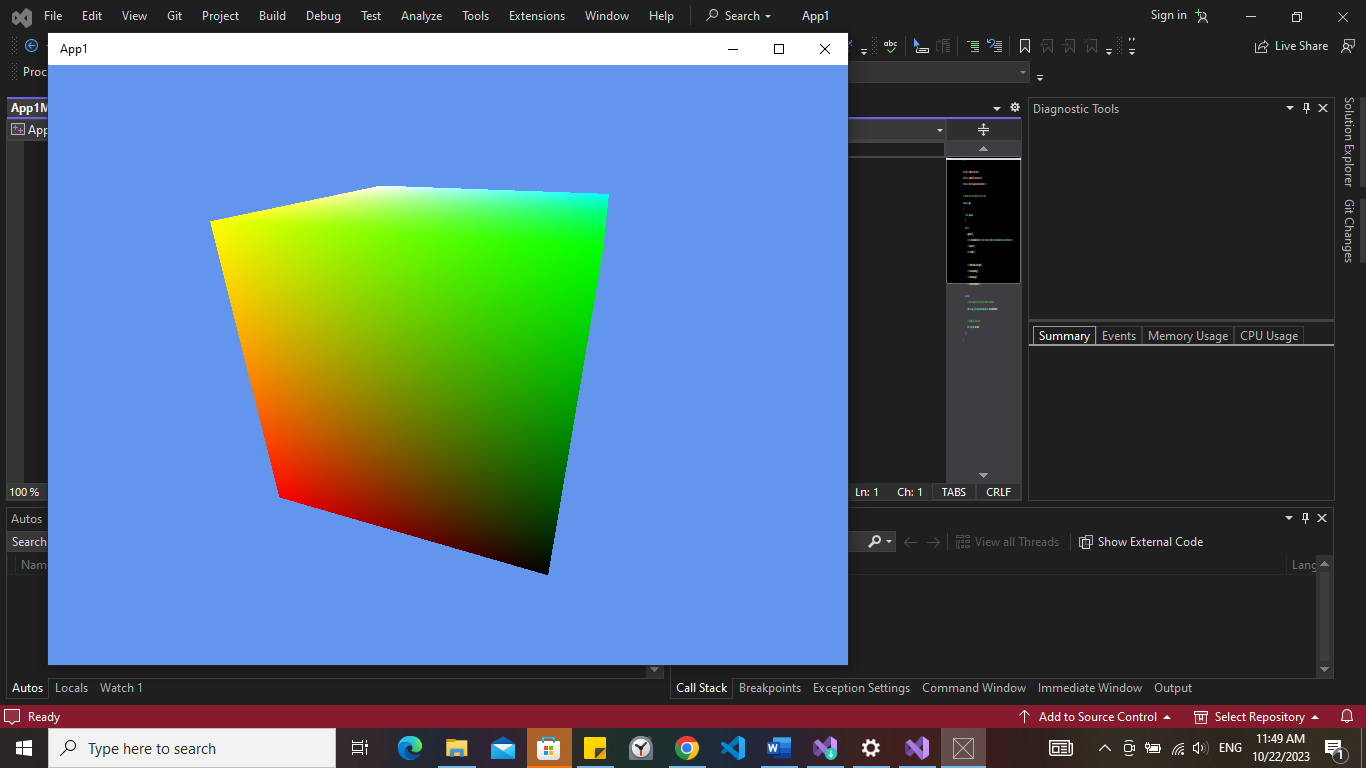 File Edit View Git Project Build Debug Test Analyze Tools Extensions Window Help Search App1 Sign in
App1
Live Share
Proc
App1M
App
Diagnostic Tools
Solution Explorer
Git Changes
Summary Events Memory Usage CPU Usage
100 % Ln: 1 Ch: 1 TABS CRLF
Autos
Search View all Threads Show External Code
Nam Lang
Autos Locals Watch 1 Call Stack Breakpoints Exception Settings Command Window Immediate Window Output
Ready Add to Source Control Select Repository
Type here to search ENG 11:49 AM
10/22/2023
1